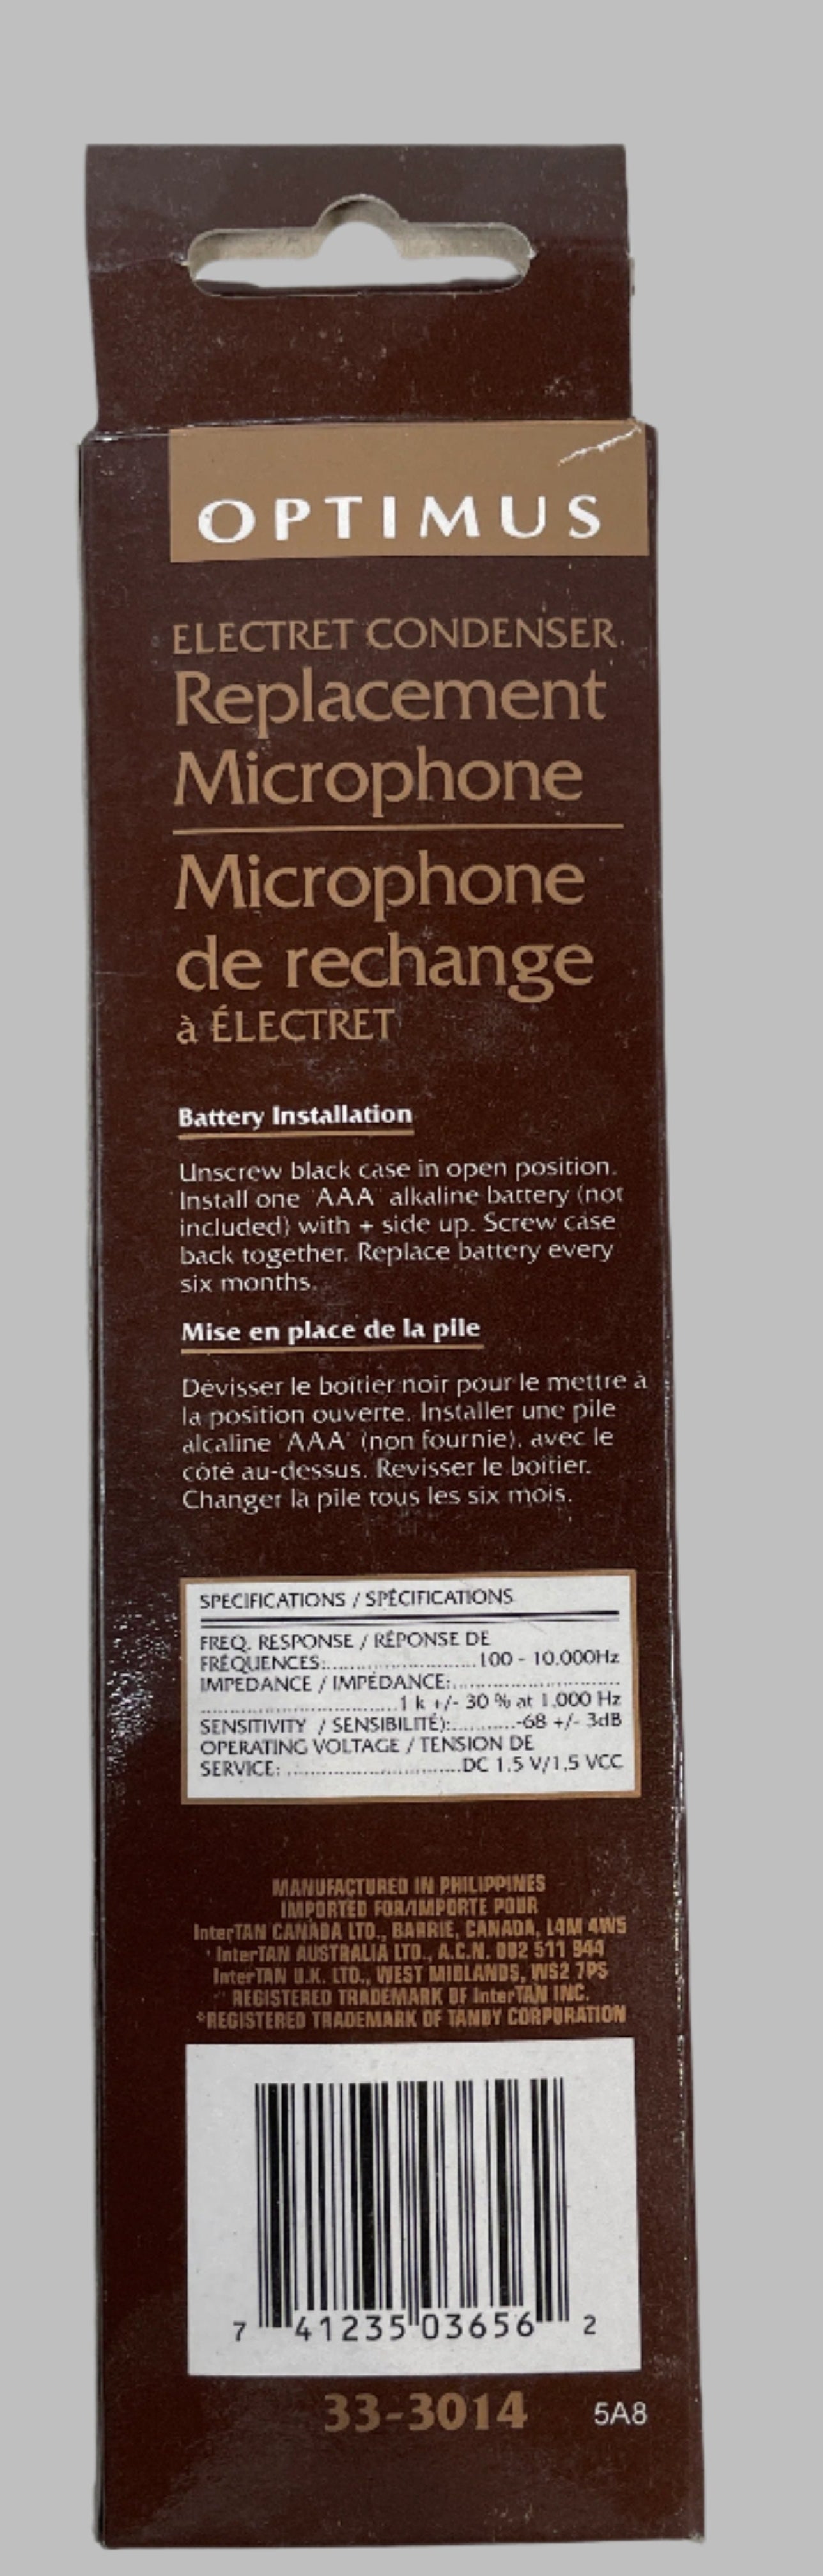 OPTIMUS
ELECTRET CONDENSER
Replacement
Microphone
Microphone
de rechange
à ÉLECTRET
Battery Installation
Unscrew black case in open position.
Install one "AAA" alkaline battery (not
included) with + side up. Screw case
back together. Replace battery every
six months.
Mise en place de la pile
Dévisser le boîtier noir pour le mettre à
la position ouverte. Installer une pile
alcaline "AAA" (non fournie), avec le
côté au-dessus. Revisser le boîtier.
Changer la pile tous les six mois.
SPECIFICATIONS / SPÉCIFICATIONS
FREQ. RESPONSE / RÉPONSE DE
FRÉQUENCES:..........................100 - 10.000Hz
IMPEDANCE / IMPÉDANCE:..............................
...................................1 k +/- 30 % at 1,000 Hz
SENSITIVITY / SENSIBILITÉ):...........-68 +/- 3dB
OPERATING VOLTAGE / TENSION DE
SERVICE: ...............................DC 1.5 V/1,5 VCC
MANUFACTURED IN PHILIPPINES
IMPORTED FOR/IMPORTE POUR
InterTAN CANADA LTD., BARRIE, CANADA, L4M 4W5
InterTAN AUSTRALIA LTD., A.C.N. 002 511 944
InterTAN U.K. LTD., WEST MIDLANDS, WS2 7PS
REGISTERED TRADEMARK OF InterTAN INC.
*REGISTERED TRADEMARK OF TANDY CORPORATION
7 41235 03656 2
33-3014 5A8